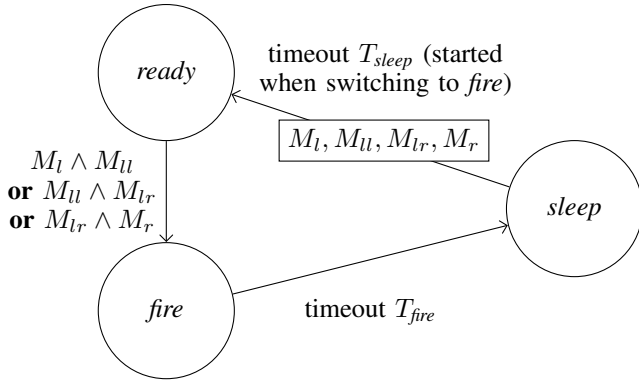 ready
timeout T_sleep (started
when switching to fire)
M_l, M_ll, M_lr, M_r
M_l ∧ M_ll
or M_ll ∧ M_lr
or M_lr ∧ M_r
sleep
fire
timeout T_fire